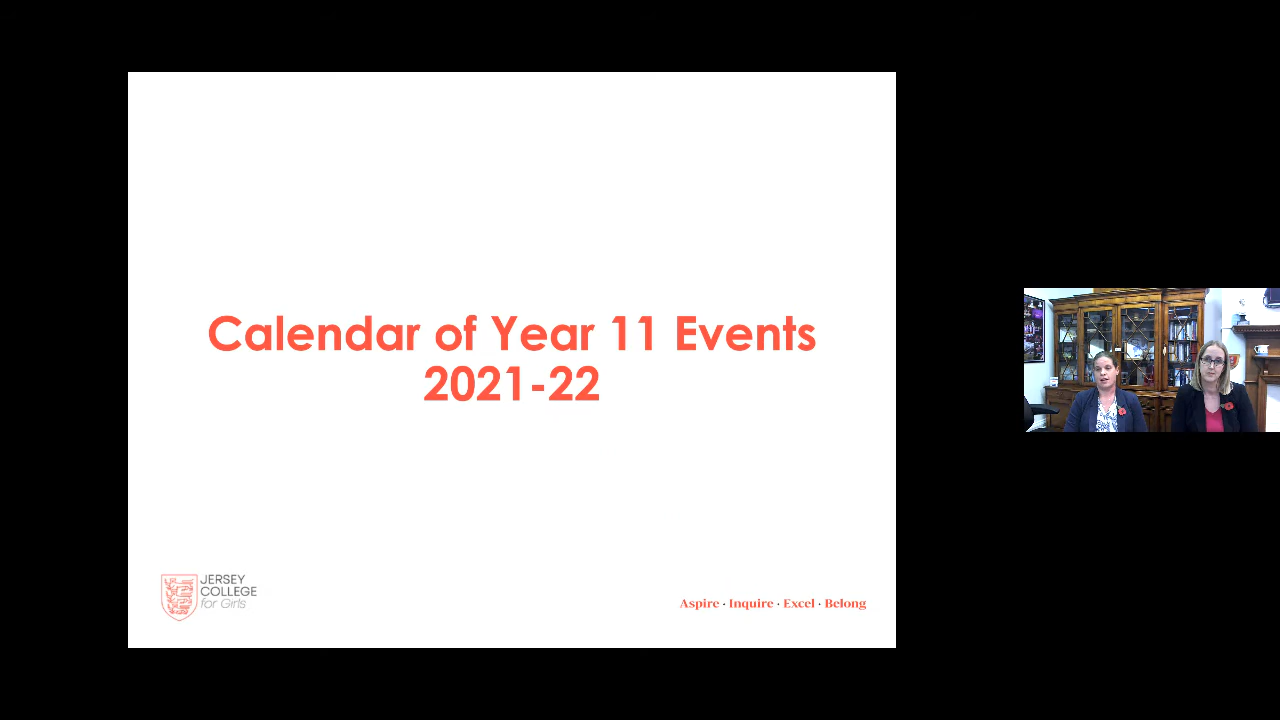 Calendar of Year 11 Events
2021-22
JERSEY
COLLEGE
for Girls
Aspire · Inquire · Excel · Belong